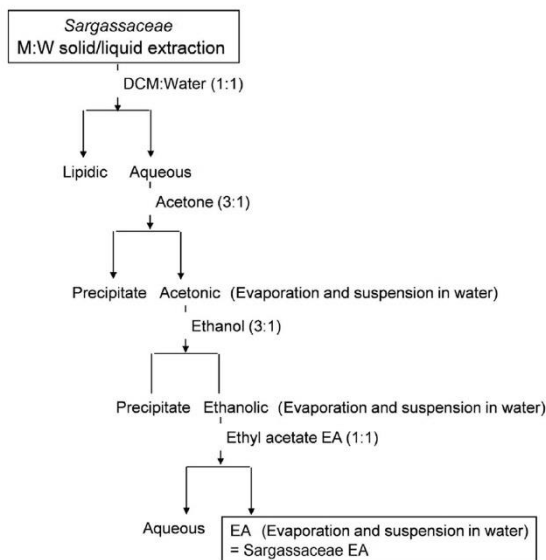 Sargassaceae
M:W solid/liquid extraction
DCM:Water (1:1)
Lipidic Aqueous
Acetone (3:1)
Precipitate Acetonic (Evaporation and suspension in water)
Ethanol (3:1)
Precipitate Ethanolic (Evaporation and suspension in water)
Ethyl acetate EA (1:1)
Aqueous EA (Evaporation and suspension in water)
= Sargassaceae EA